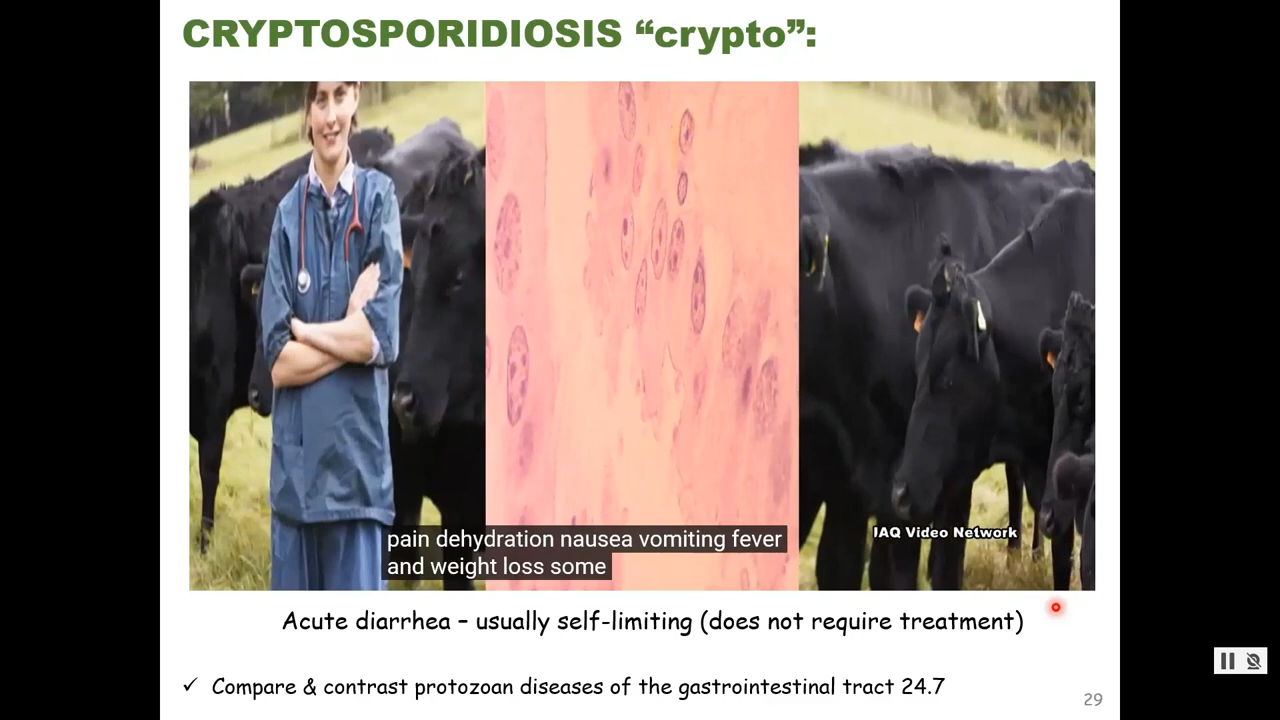 CRYPTOSPORIDIOSIS “crypto”:
pain dehydration nausea vomiting fever
and weight loss some
IAQ Video Network
Acute diarrhea – usually self-limiting (does not require treatment)
✓ Compare & contrast protozoan diseases of the gastrointestinal tract 24.7
29